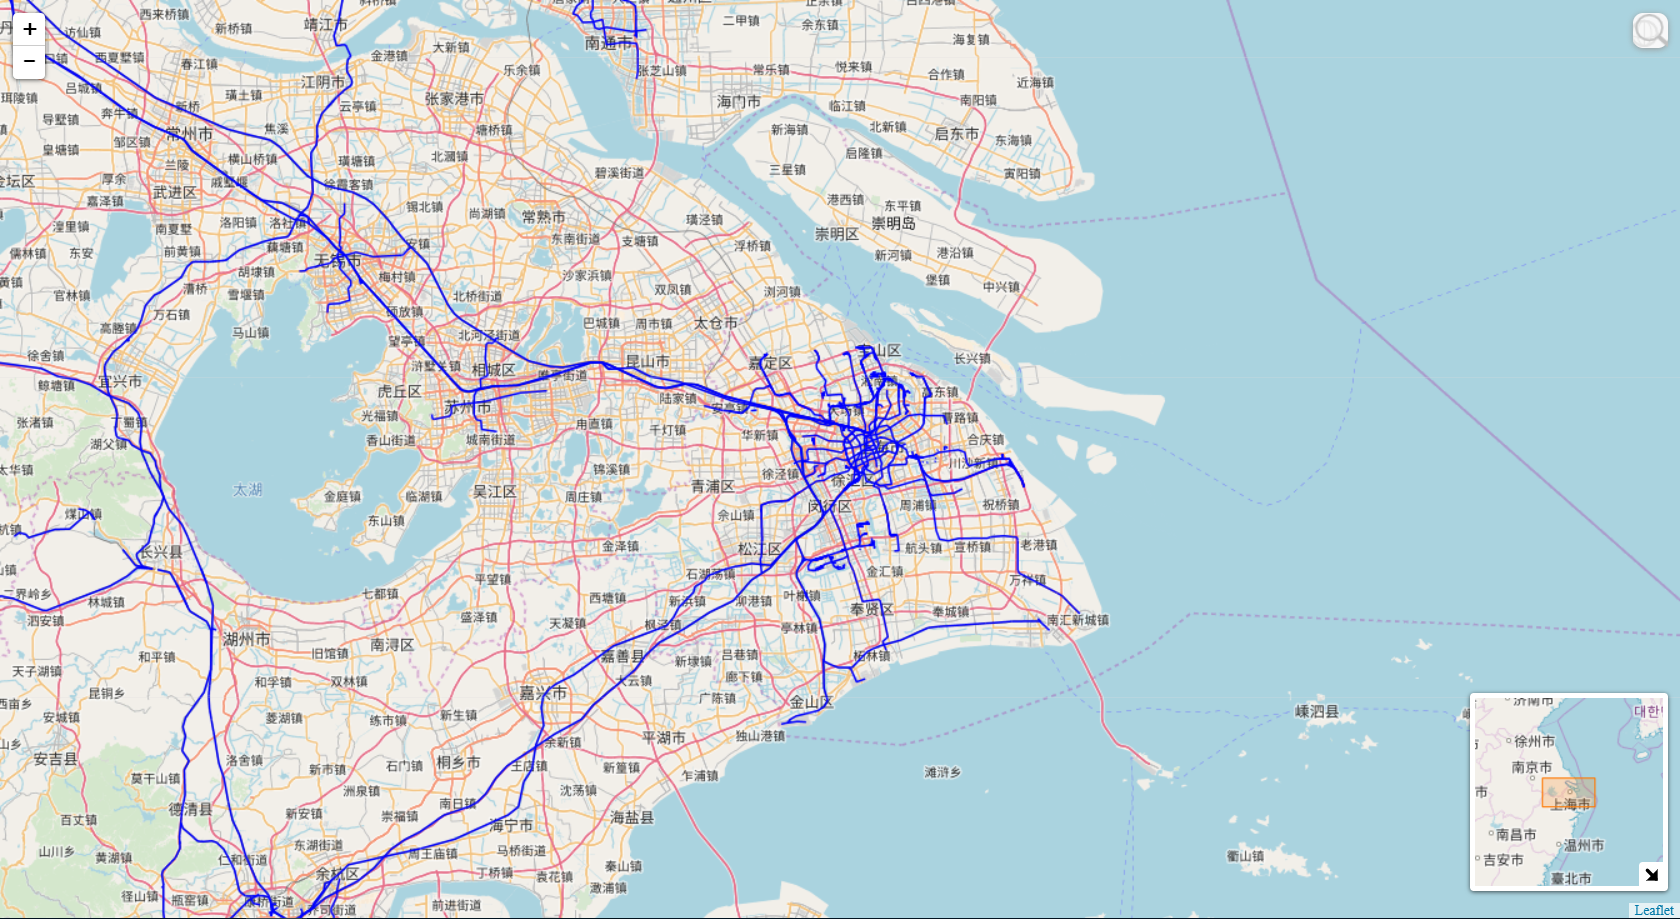 +
−
访仙镇
西来桥镇
新桥镇
靖江市
大新镇
二甲镇
余东镇
海复镇
西夏墅镇
春江镇
金港镇
南通市
吕城镇
江阴市
乐余镇
张芝山镇
常乐镇
悦来镇
合作镇
近海镇
珥陵镇
奔牛镇
新桥
璜土镇
云亭镇
张家港市
海门市
临江镇
南阳镇
导墅镇
常州市
焦溪
塘桥镇
新海镇
北新镇
启东市
东海镇
皇塘镇
邹区镇
兰陵
横山桥镇
璜塘镇
北漍镇
碧溪街道
三星镇
启隆镇
寅阳镇
金坛区
厚余
武进区
戚墅堰
徐霞客镇
嘉泽镇
锡北镇
尚湖镇
常熟市
璜泾镇
港西镇
东平镇
湟里镇
南夏墅
洛阳镇
洛社镇
东南街道
支塘镇
浮桥镇
崇明区
崇明岛
儒林镇
东安
前黄镇
藕塘镇
安镇
新河镇
港沿镇
胡埭镇
无锡市
梅村镇
沙家浜镇
双凤镇
浏河镇
堡镇
中兴镇
官林镇
漕桥
雪堰镇
北桥街道
万石镇
硕放镇
巴城镇
周市镇
太仓市
高塍镇
马山镇
望亭镇
北河泾街道
徐舍镇
浒墅关镇
相城区
唯亭街道
昆山市
嘉定区
宝山区
长兴镇
鲸塘镇
宜兴市
虎丘区
淞南镇
高东镇
张渚镇
丁蜀镇
光福镇
苏州市
陆家镇
安亭镇
大场镇
曹路镇
湖父镇
香山街道
城南街道
甪直镇
千灯镇
华新镇
合庆镇
太华镇
太湖
金庭镇
临湖镇
吴江区
锦溪镇
周庄镇
青浦区
徐泾镇
徐汇区
川沙新镇
煤山镇
东山镇
佘山镇
闵行区
周浦镇
祝桥镇
长兴县
金泽镇
松江区
航头镇
宣桥镇
老港镇
二界岭乡
林城镇
七都镇
平望镇
石湖荡镇
金汇镇
万祥镇
泗安镇
湖州市
盛泽镇
西塘镇
新浜镇
泖港镇
叶榭镇
奉贤区
奉城镇
南汇新城镇
天凝镇
枫泾镇
亭林镇
和平镇
旧馆镇
南浔区
嘉善县
新埭镇
吕巷镇
柘林镇
天子湖镇
昆铜乡
和孚镇
双林镇
大云镇
廊下镇
安城镇
菱湖镇
练市镇
新生镇
嘉兴市
广陈镇
金山区
嵊泗县
安吉县
洛舍镇
新市镇
石门镇
桐乡市
余新镇
平湖市
独山港镇
莫干山镇
洲泉镇
王店镇
新篁镇
乍浦镇
滩浒乡
德清县
新安镇
崇福镇
南日镇
沈荡镇
百丈镇
海宁市
海盐县
山川乡
黄湖镇
仁和街道
东湖街道
周王庙镇
马桥街道
秦山镇
衢山镇
径山镇
瓶窑镇
余杭区
丁桥镇
袁花镇
澉浦镇
乔司街道
前进街道
济南市
徐州市
南京市
上海市
南昌市
温州市
吉安市
臺北市
Leaflet